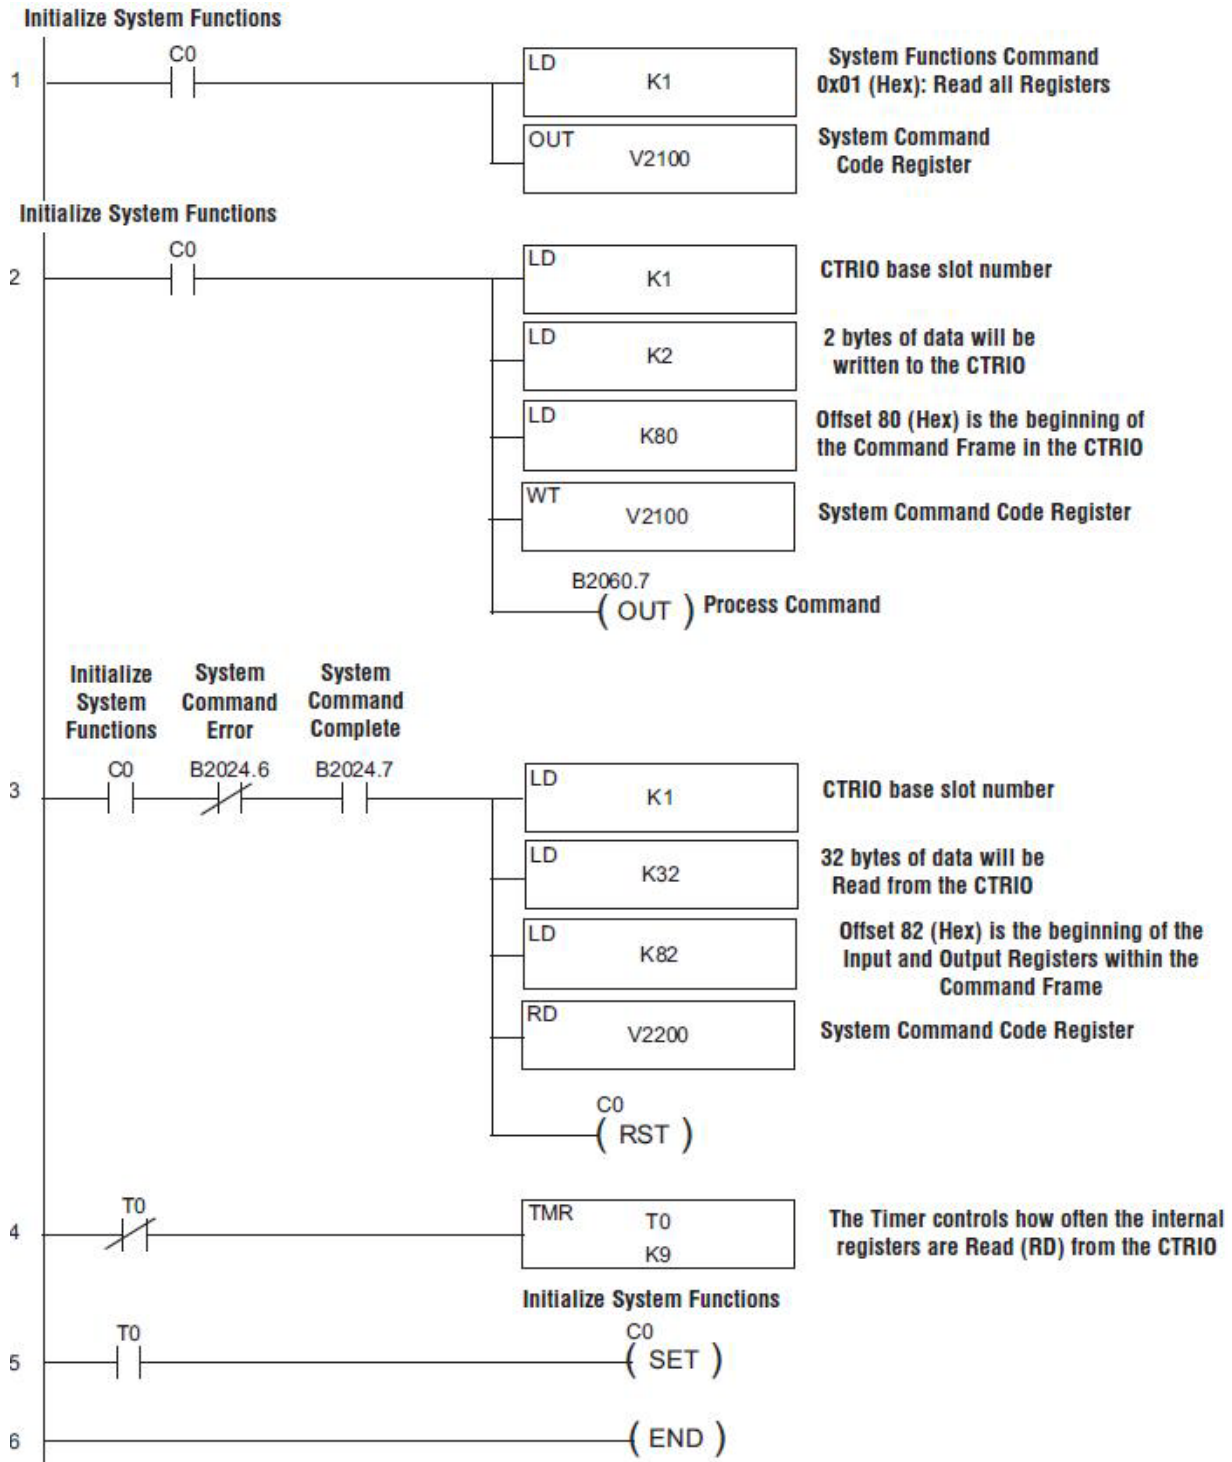 Initialize System Functions
1
C0
LD
K1
System Functions Command
0x01 (Hex): Read all Registers
OUT
V2100
System Command
Code Register
Initialize System Functions
2
C0
LD
K1
CTRIO base slot number
LD
K2
2 bytes of data will be
written to the CTRIO
LD
K80
Offset 80 (Hex) is the beginning of
the Command Frame in the CTRIO
WT
V2100
System Command Code Register
B2060.7
( OUT )
Process Command
Initialize
System
Functions
System
Command
Error
System
Command
Complete
3
C0
B2024.6
B2024.7
LD
K1
CTRIO base slot number
LD
K32
32 bytes of data will be
Read from the CTRIO
LD
K82
Offset 82 (Hex) is the beginning of the
Input and Output Registers within the
Command Frame
RD
V2200
System Command Code Register
C0
( RST )
4
T0
TMR
T0
K9
The Timer controls how often the internal
registers are Read (RD) from the CTRIO
Initialize System Functions
5
T0
C0
( SET )
6
( END )